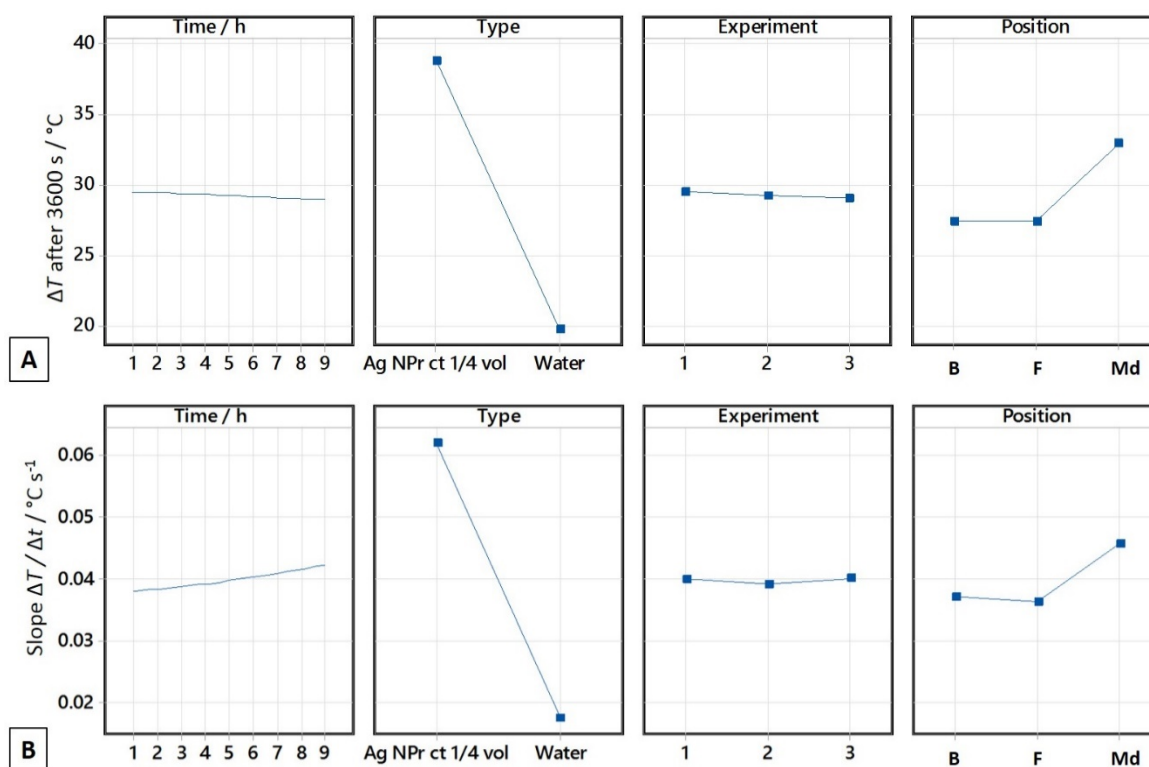 Time / h Type Experiment Position
40
35
30
25
20
ΔT after 3600 s / °C
A
1 2 3 4 5 6 7 8 9 Ag NPr ct 1/4 vol Water 1 2 3 B F Md
Time / h Type Experiment Position
0.06
0.05
0.04
0.03
0.02
Slope ΔT / Δt / °C s⁻¹
B
1 2 3 4 5 6 7 8 9 Ag NPr ct 1/4 vol Water 1 2 3 B F Md